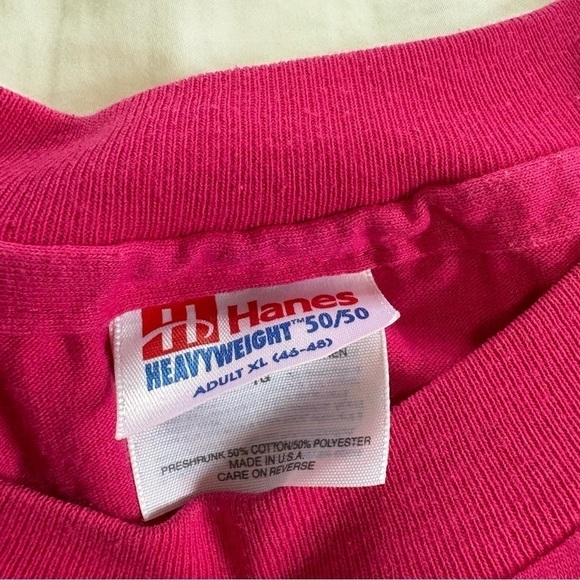 H Hanes
HEAVYWEIGHT™ 50/50
ADULT XL (46-48)
PRESHRUNK 50% COTTON/50% POLYESTER
MADE IN U.S.A.
CARE ON REVERSE